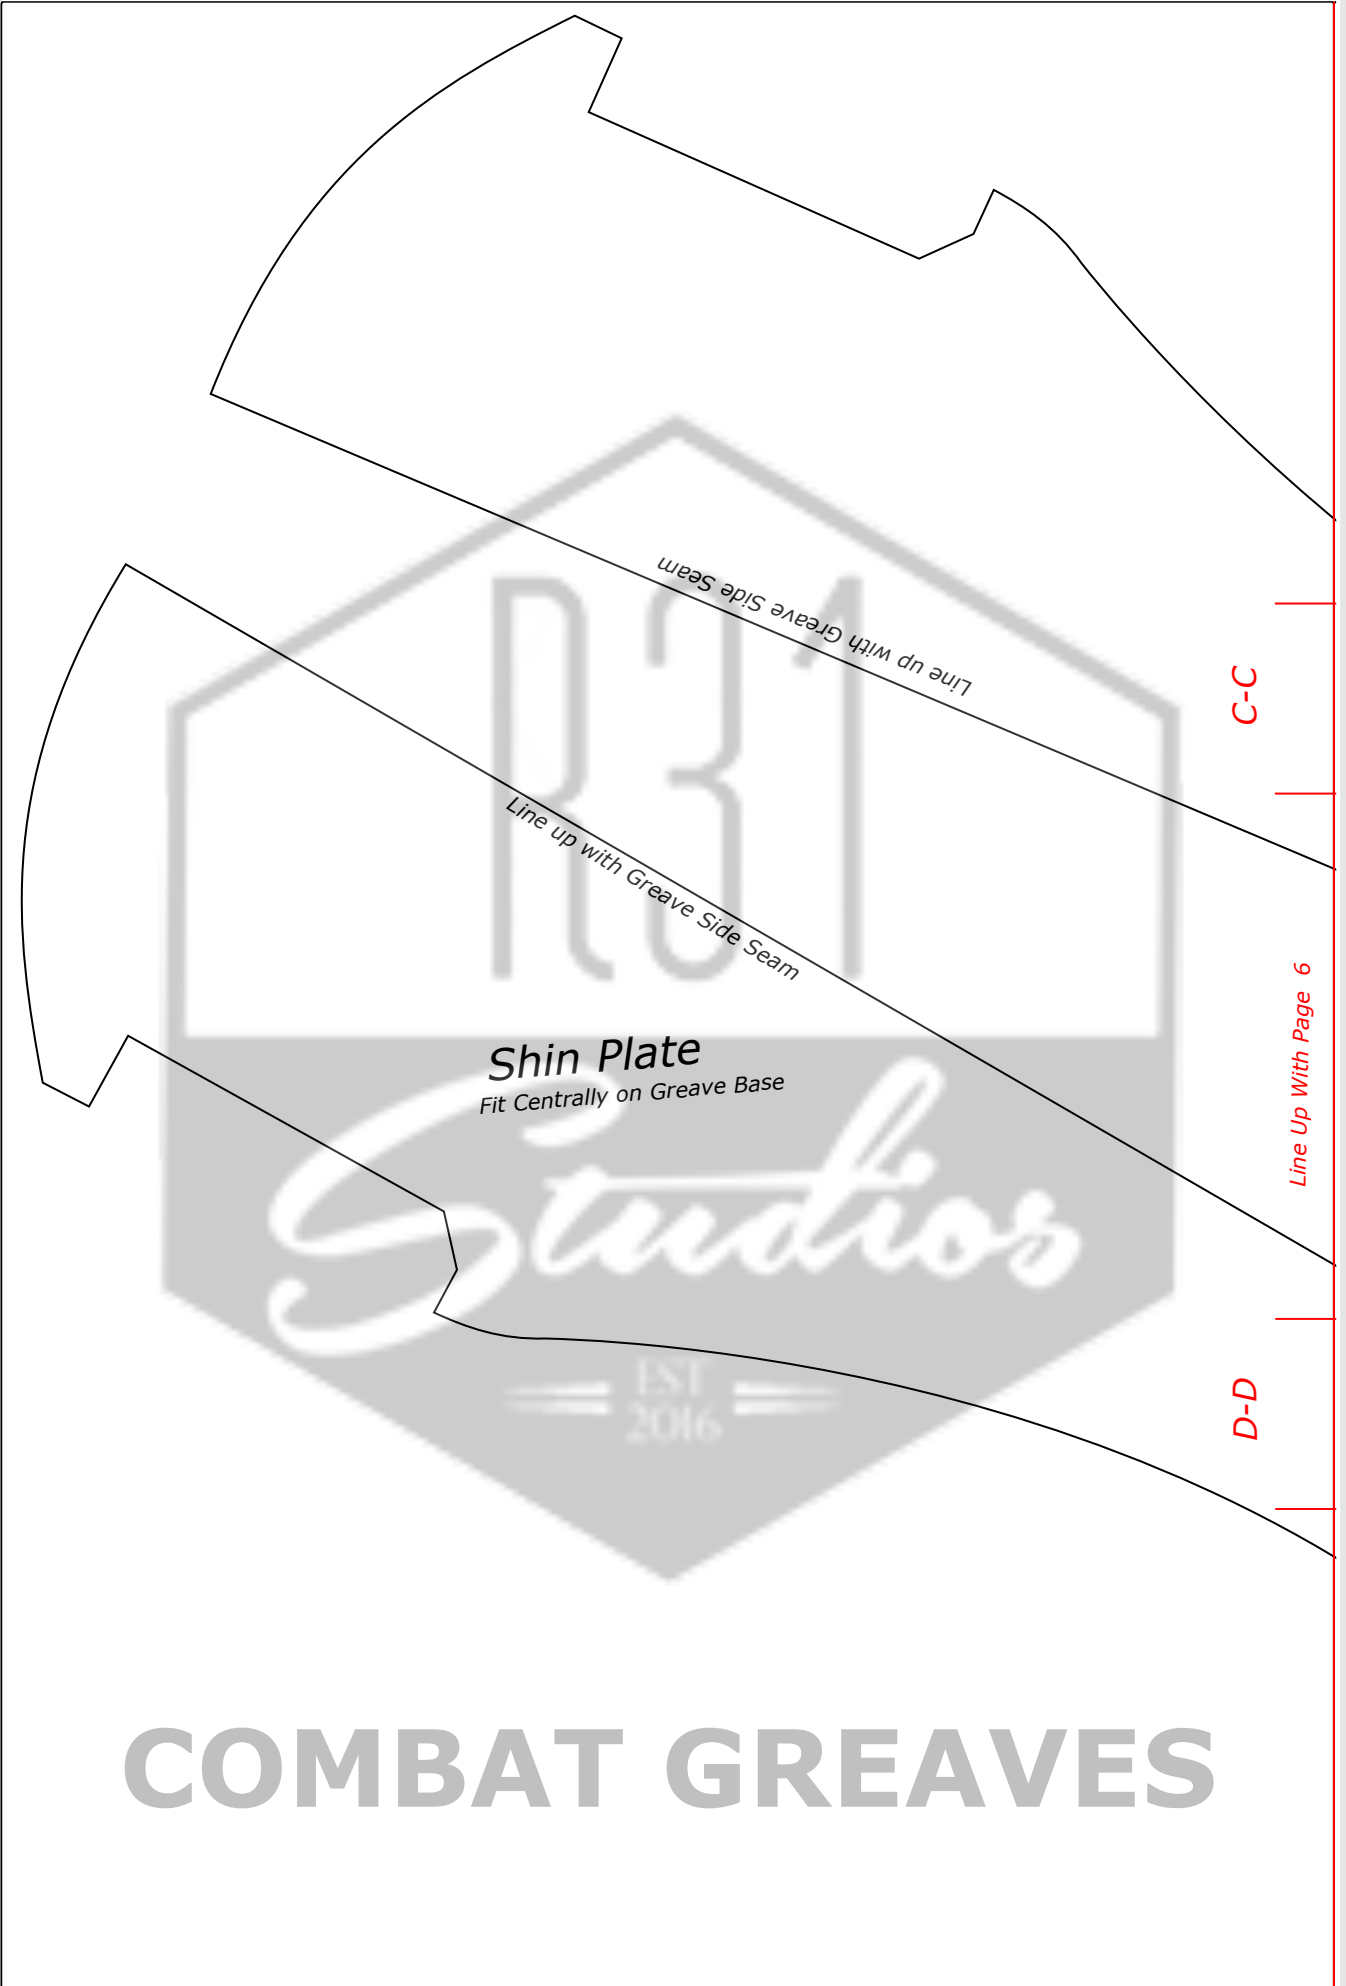 Line up with Greave Side Seam
C-C
R31
Line up with Greave Side Seam
Line Up With Page 6
Shin Plate
Fit Centrally on Greave Base
Studios
EST
2016
D-D
COMBAT GREAVES